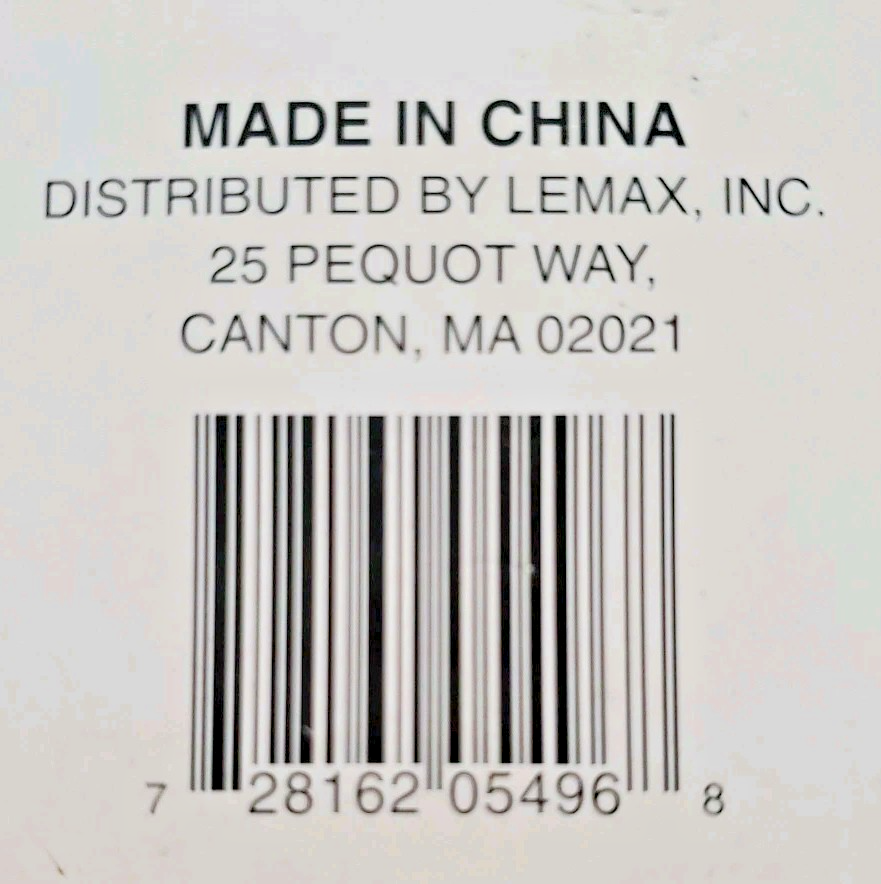 MADE IN CHINA
DISTRIBUTED BY LEMAX, INC.
25 PEQUOT WAY,
CANTON, MA 02021
7 28162 05496 8